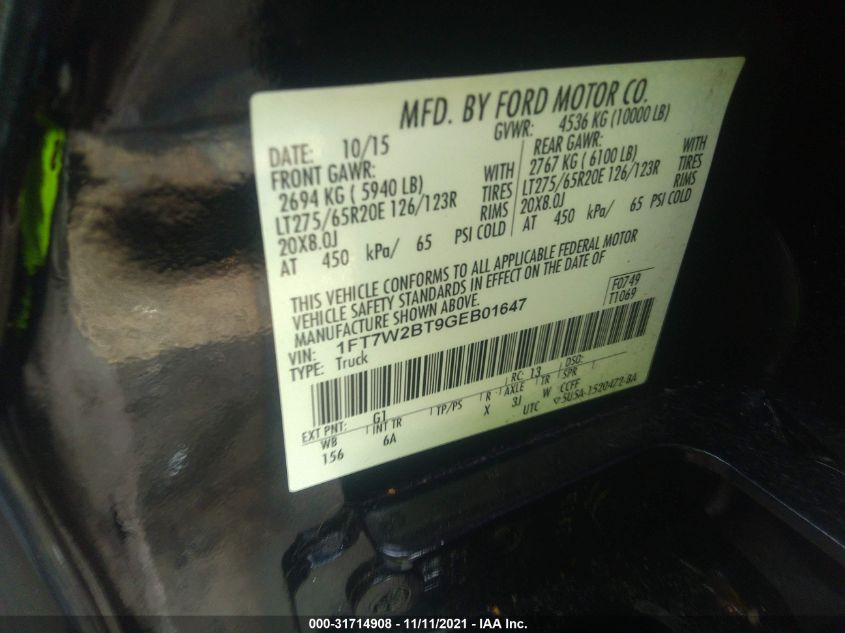 MFD. BY FORD MOTOR CO.
DATE: 10/15 GVWR: 4536 KG (10000 LB)
FRONT GAWR: REAR GAWR:
2694 KG ( 5940 LB) WITH 2767 KG ( 6100 LB) WITH
LT275/65R20E 126/123R TIRES LT275/65R20E 126/123R TIRES
20X8.0J RIMS 20X8.0J RIMS
AT 450 kPa/ 65 PSI COLD AT 450 kPa/ 65 PSI COLD
THIS VEHICLE CONFORMS TO ALL APPLICABLE FEDERAL MOTOR
VEHICLE SAFETY STANDARDS IN EFFECT ON THE DATE OF
MANUFACTURE SHOWN ABOVE.
F0749
T1069
VIN: 1FT7W2BT9GEB01647
TYPE: Truck
EXT PNT: G1 RC: 13 DSO:
WB INT TR TP/PS R AXLE TR SPR
156 6A X 3J W CCFF
UTC ▽5USA-1520472-BA
000-31714908 - 11/11/2021 - IAA Inc.